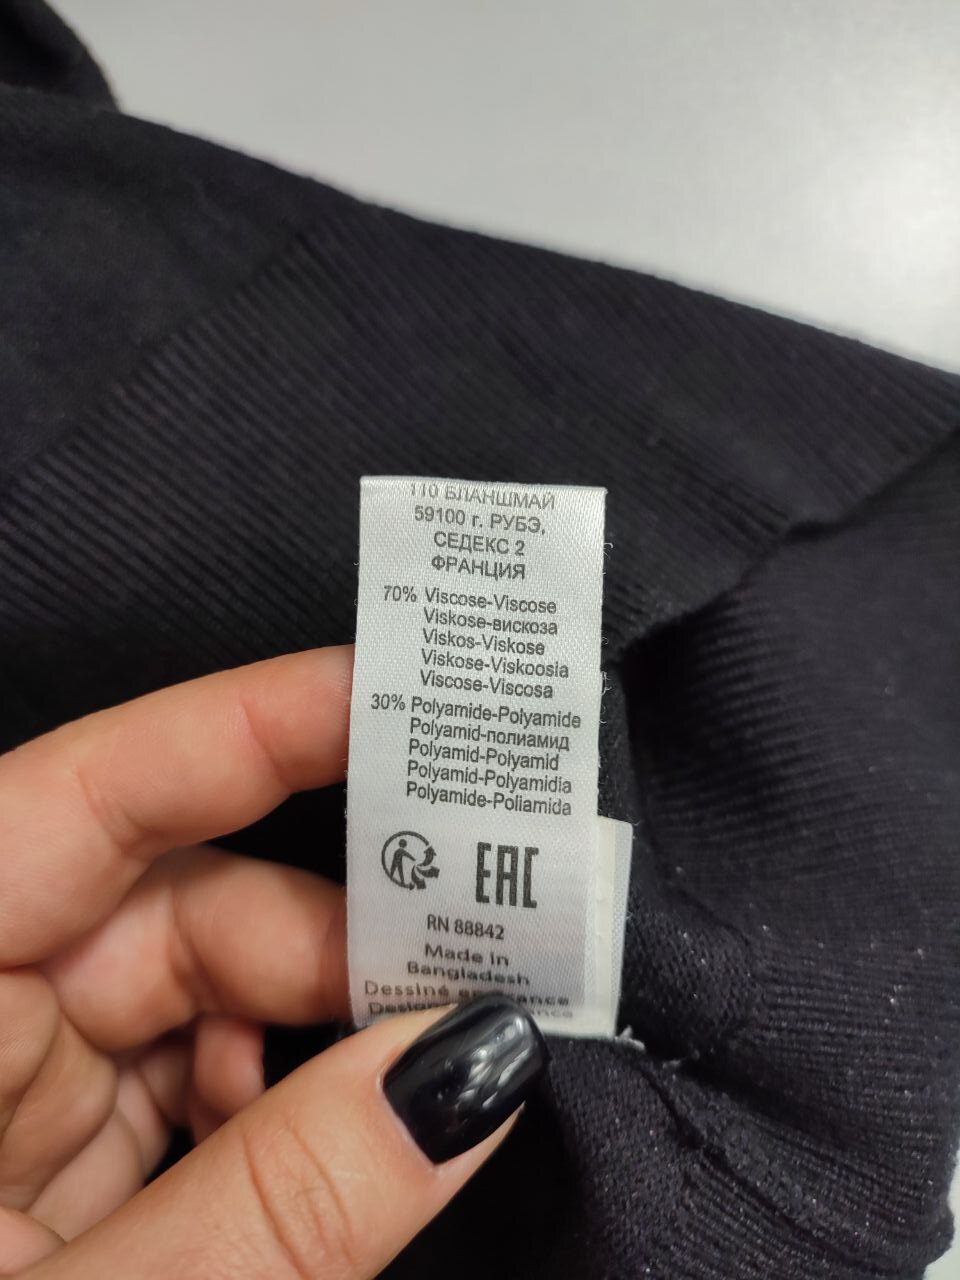 110 БЛАНШМАЙ
59100 г. РУБЭ,
СЕДЕКС 2
ФРАНЦИЯ
70% Viscose-Viscose
Viskose-вискоза
Viskos-Viskose
Viskose-Viskoosia
Viscose-Viscosa
30% Polyamide-Polyamide
Polyamid-полиамид
Polyamid-Polyamid
Polyamid-Polyamidia
Polyamide-Poliamida
EAC
RN 88842
Made in
Bangladesh
Dessiné